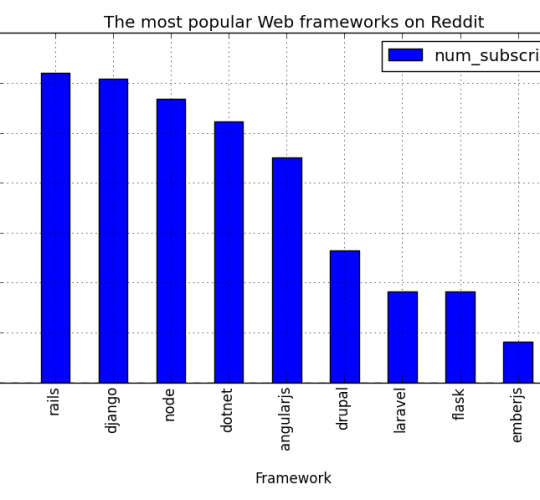 The most popular Web frameworks on Reddit
num_subscri
rails
django
node
dotnet
angularjs
drupal
laravel
flask
emberjs
Framework